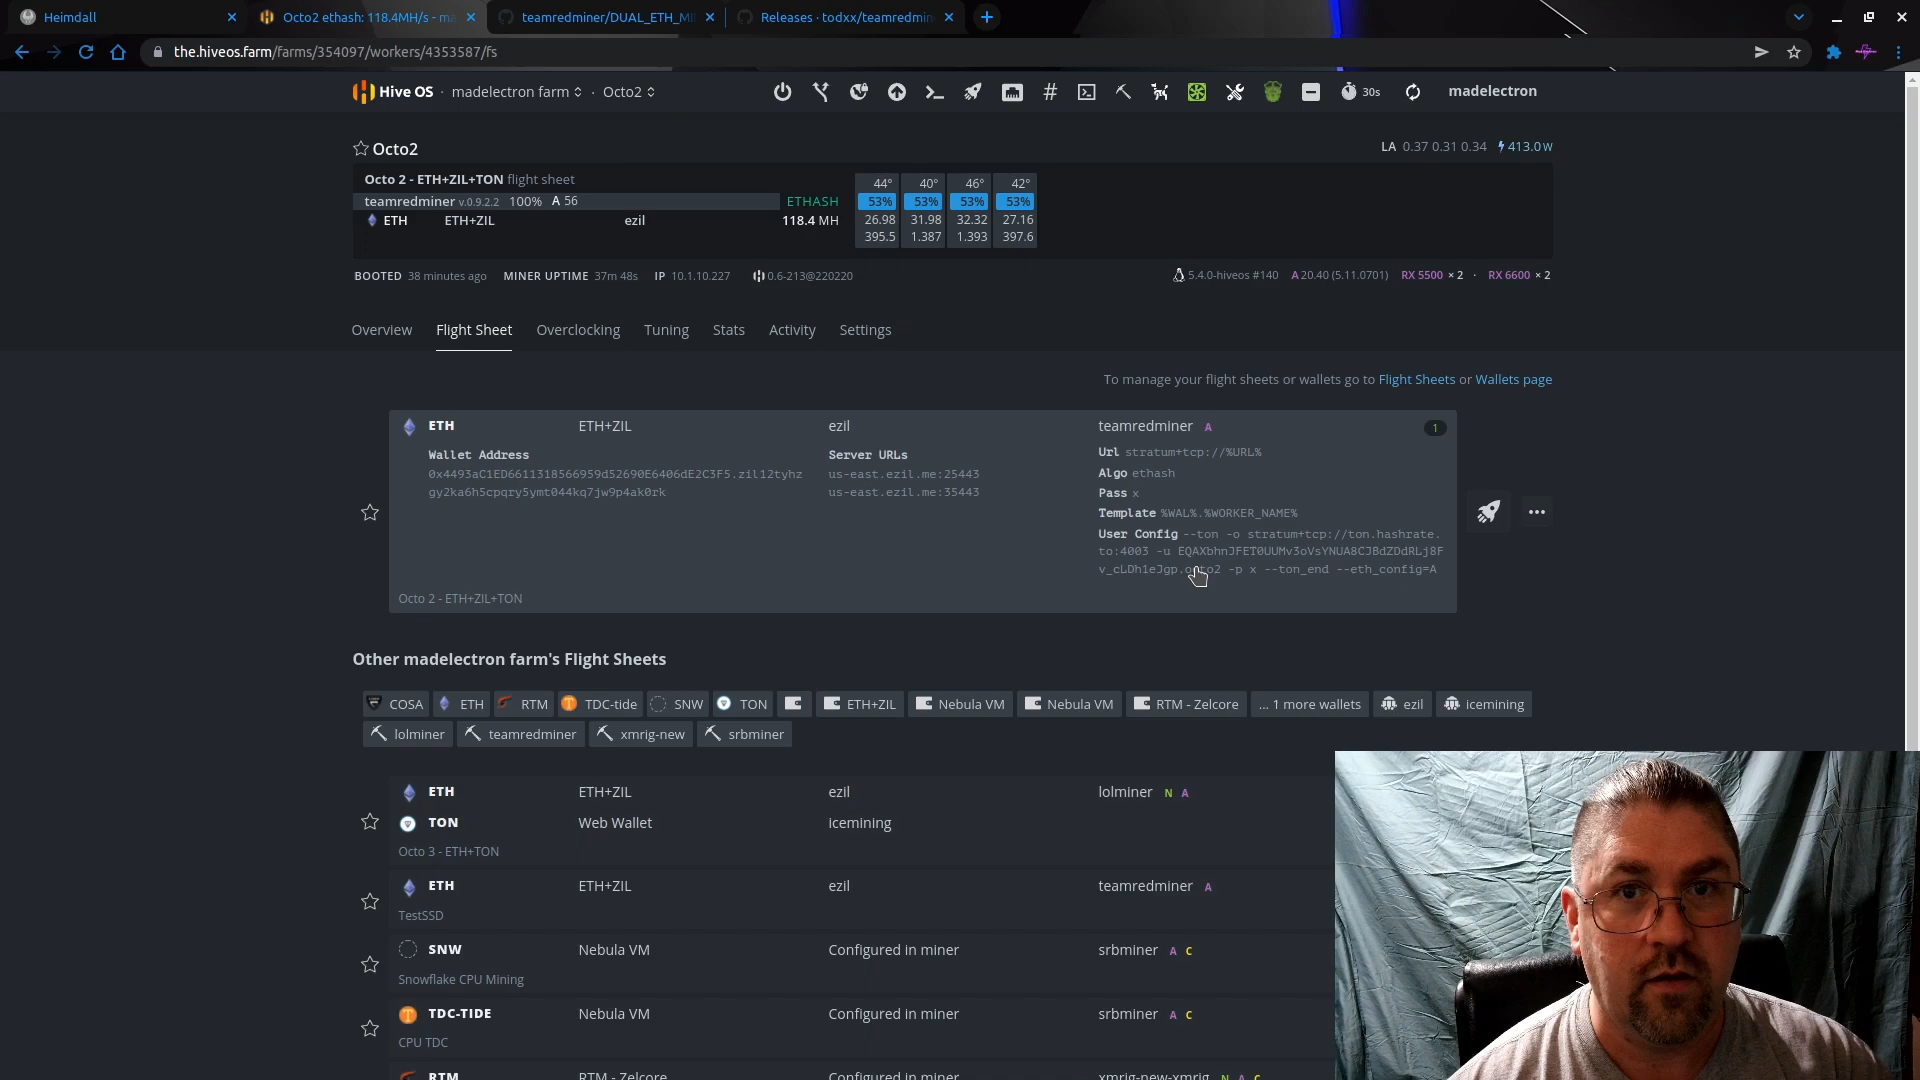 Heimdall
Octo2 ethash: 118.4MH/s - ma
teamredminer/DUAL_ETH_MI
Releases · todxx/teamredmin
the.hiveos.farm/farms/354097/workers/4353587/fs
Hive OS · madelectron farm · Octo2
30s
madelectron
Octo2
LA 0.37 0.31 0.34 413.0 W
Octo 2 - ETH+ZIL+TON flight sheet
teamredminer v.0.9.2.2 100% A 56 ETHASH
ETH ETH+ZIL ezil 118.4 MH
44° 40° 46° 42°
53% 53% 53% 53%
26.98 31.98 32.32 27.16
395.5 1.387 1.393 397.6
BOOTED 38 minutes ago MINER UPTIME 37m 48s IP 10.1.10.227 0.6-213@220220
5.4.0-hiveos #140 A 20.40 (5.11.0701) RX 5500 × 2 · RX 6600 × 2
Overview Flight Sheet Overclocking Tuning Stats Activity Settings
To manage your flight sheets or wallets go to Flight Sheets or Wallets page
ETH ETH+ZIL ezil teamredminer A 1
Wallet Address
0x4493aC1ED6611318566959d52690E6406dE2C3F5.zil12tyhz
gy2ka6h5cpqry5ymt044kq7jw9p4ak0rk
Server URLs
us-east.ezil.me:25443
us-east.ezil.me:35443
Url stratum+tcp://%URL%
Algo ethash
Pass x
Template %WAL%.%WORKER_NAME%
User Config --ton -o stratum+tcp://ton.hashrate.
to:4003 -u EQAXbhnJFET0UUMv3oVsYNUA8CJBdZDdRLj8F
v_cLDh1eJgp.octo2 -p x --ton_end --eth_config=A
Octo 2 - ETH+ZIL+TON
Other madelectron farm's Flight Sheets
COSA ETH RTM TDC-tide SNW TON ETH+ZIL Nebula VM Nebula VM RTM - Zelcore ... 1 more wallets ezil icemining
lolminer teamredminer xmrig-new srbminer
ETH ETH+ZIL ezil lolminer N A
TON Web Wallet icemining
Octo 3 - ETH+TON
ETH ETH+ZIL ezil teamredminer A
TestSSD
SNW Nebula VM Configured in miner srbminer A C
Snowflake CPU Mining
TDC-TIDE Nebula VM Configured in miner srbminer A C
CPU TDC
RTM RTM - Zelcore Configured in miner xmrig-new-xmrig N A C